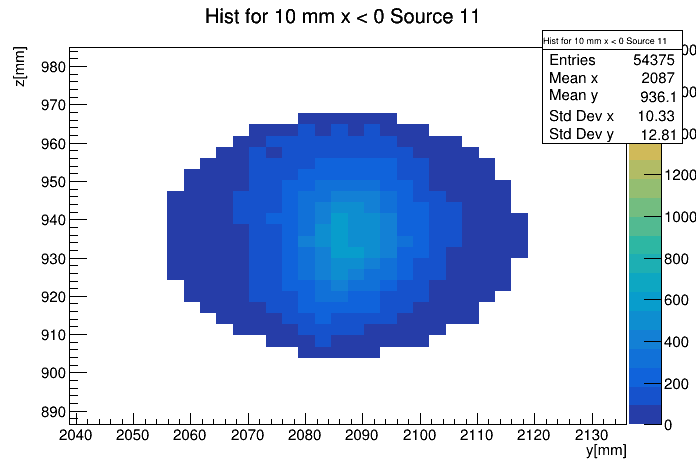 Hist for 10 mm x < 0 Source 11
z[mm]
980
970
960
950
940
930
920
910
900
890
2040 2050 2060 2070 2080 2090 2100 2110 2120 2130
y[mm]
Hist for 10 mm x < 0 Source 11
Entries 54375
Mean x 2087
Mean y 936.1
Std Dev x 10.33
Std Dev y 12.81
1200
1000
800
600
400
200
0